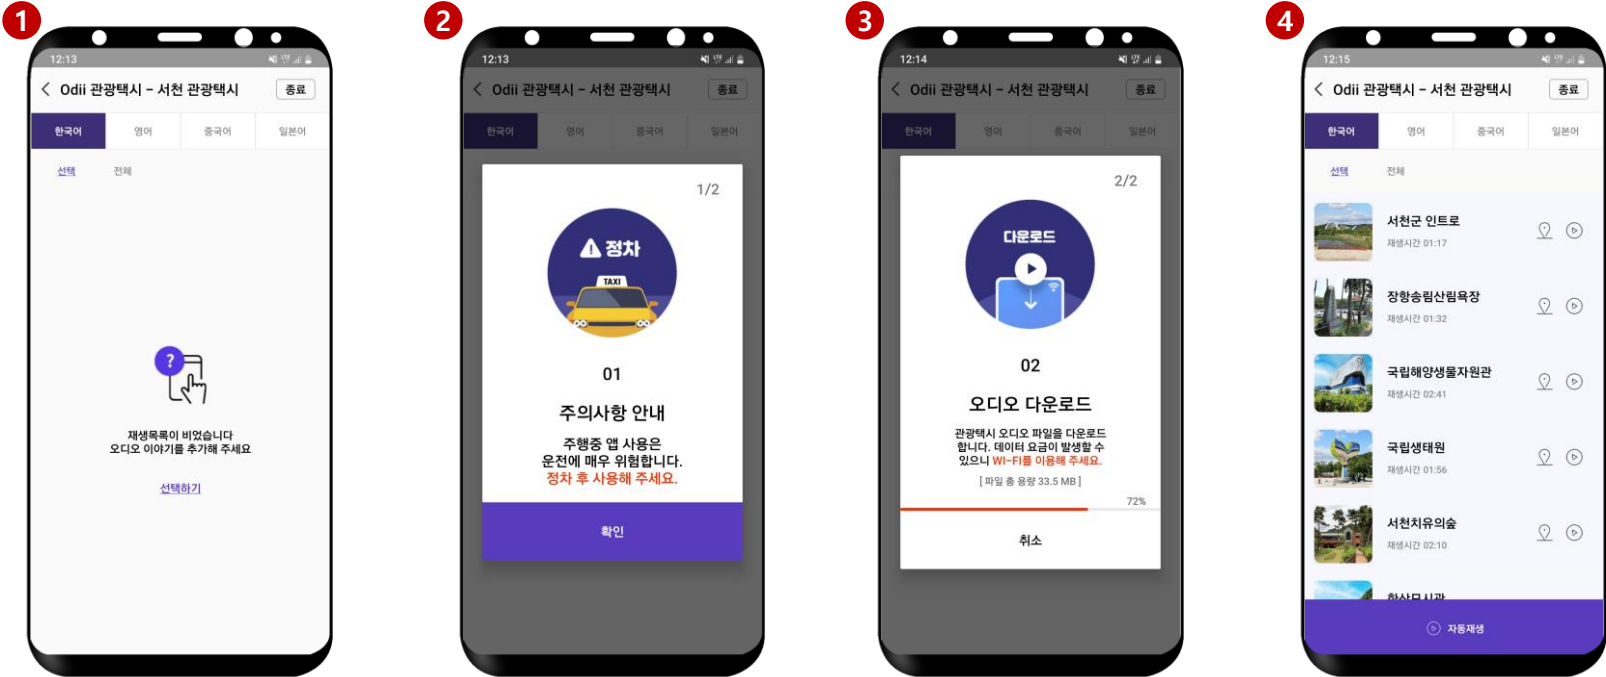 1
12:13
Odii 관광택시 – 서천 관광택시
종료
한국어 영어 중국어 일본어
선택 전체
?
재생목록이 비었습니다
오디오 이야기를 추가해 주세요
선택하기
2
12:13
Odii 관광택시 – 서천 관광택시
종료
한국어 영어 중국어 일본어
1/2
정차
TAXI
01
주의사항 안내
주행중 앱 사용은
운전에 매우 위험합니다.
정차 후 사용해 주세요.
확인
3
12:14
Odii 관광택시 – 서천 관광택시
종료
한국어 영어 중국어 일본어
2/2
다운로드
02
오디오 다운로드
관광택시 오디오 파일을 다운로드
합니다. 데이터 요금이 발생할 수
있으니 WI-FI를 이용해 주세요.
[ 파일 총 용량 33.5 MB ]
72%
취소
4
12:15
Odii 관광택시 – 서천 관광택시
종료
한국어 영어 중국어 일본어
선택 전체
서천군 인트로
재생시간 01:17
장항송림산림욕장
재생시간 01:32
국립해양생물자원관
재생시간 02:41
국립생태원
재생시간 01:56
서천치유의숲
재생시간 02:10
자동재생